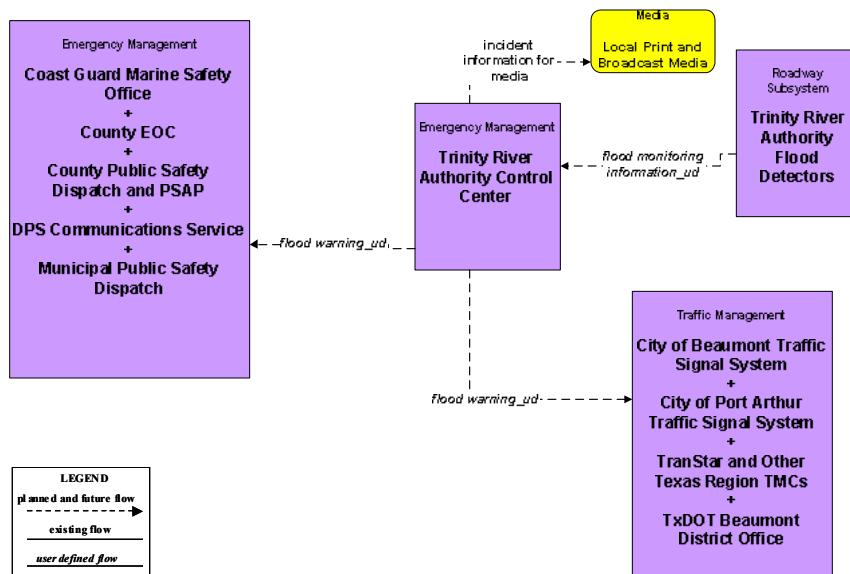 Emergency Management
Coast Guard Marine Safety
Office
+
County EOC
+
County Public Safety
Dispatch and PSAP
+
DPS Communications Service
+
Municipal Public Safety
Dispatch
incident
information for
media
Media
Local Print and
Broadcast Media
Roadway
Subsystem
Trinity River
Authority
Flood
Detectors
Emergency Management
Trinity River
Authority Control
Center
flood monitoring
information_ud
flood warning_ud
flood warning_ud
Traffic Management
City of Beaumont Traffic
Signal System
+
City of Port Arthur
Traffic Signal System
+
TranStar and Other
Texas Region TMCs
+
TxDOT Beaumont
District Office
LEGEND
planned and future flow
existing flow
user defined flow